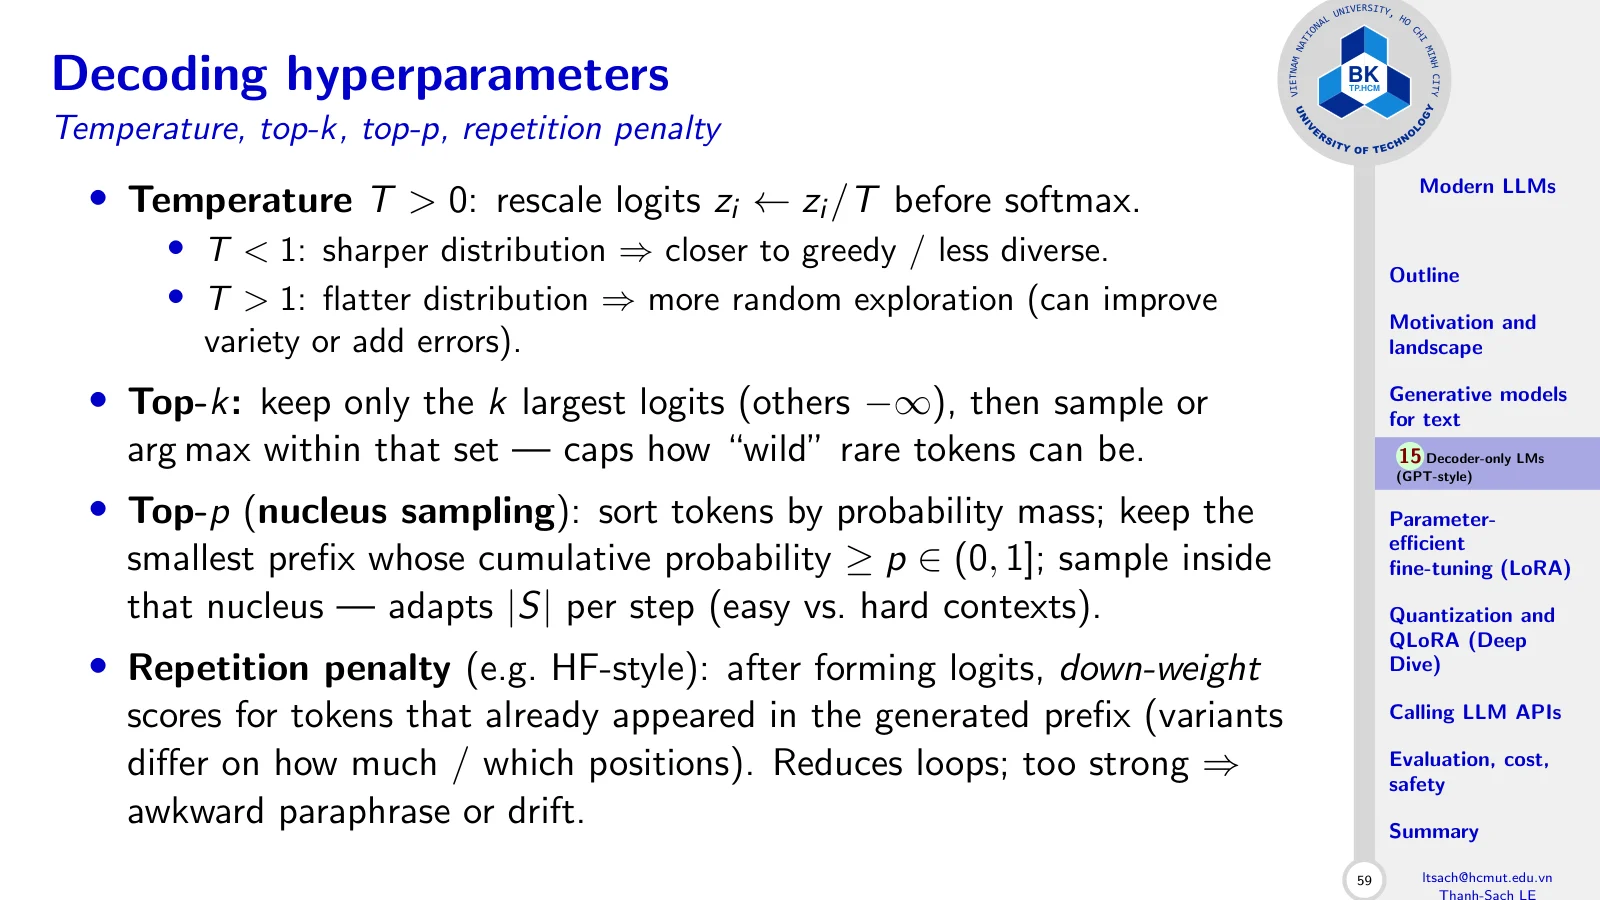 Decoding hyperparameters
Temperature, top-k, top-p, repetition penalty
• Temperature T > 0: rescale logits zᵢ ← zᵢ/T before softmax.
• T < 1: sharper distribution ⇒ closer to greedy / less diverse.
• T > 1: flatter distribution ⇒ more random exploration (can improve
variety or add errors).
• Top-k: keep only the k largest logits (others −∞), then sample or
arg max within that set — caps how “wild” rare tokens can be.
• Top-p (nucleus sampling): sort tokens by probability mass; keep the
smallest prefix whose cumulative probability ≥ p ∈ (0, 1]; sample inside
that nucleus — adapts |S| per step (easy vs. hard contexts).
• Repetition penalty (e.g. HF-style): after forming logits, down-weight
scores for tokens that already appeared in the generated prefix (variants
differ on how much / which positions). Reduces loops; too strong ⇒
awkward paraphrase or drift.
VIETNAM NATIONAL UNIVERSITY, HO CHI MINH CITY
BK
TP.HCM
UNIVERSITY OF TECHNOLOGY
Modern LLMs
Outline
Motivation and
landscape
Generative models
for text
15 Decoder-only LMs
(GPT-style)
Parameter-
efficient
fine-tuning (LoRA)
Quantization and
QLoRA (Deep
Dive)
Calling LLM APIs
Evaluation, cost,
safety
Summary
59
ltsach@hcmut.edu.vn
Thanh-Sach LE